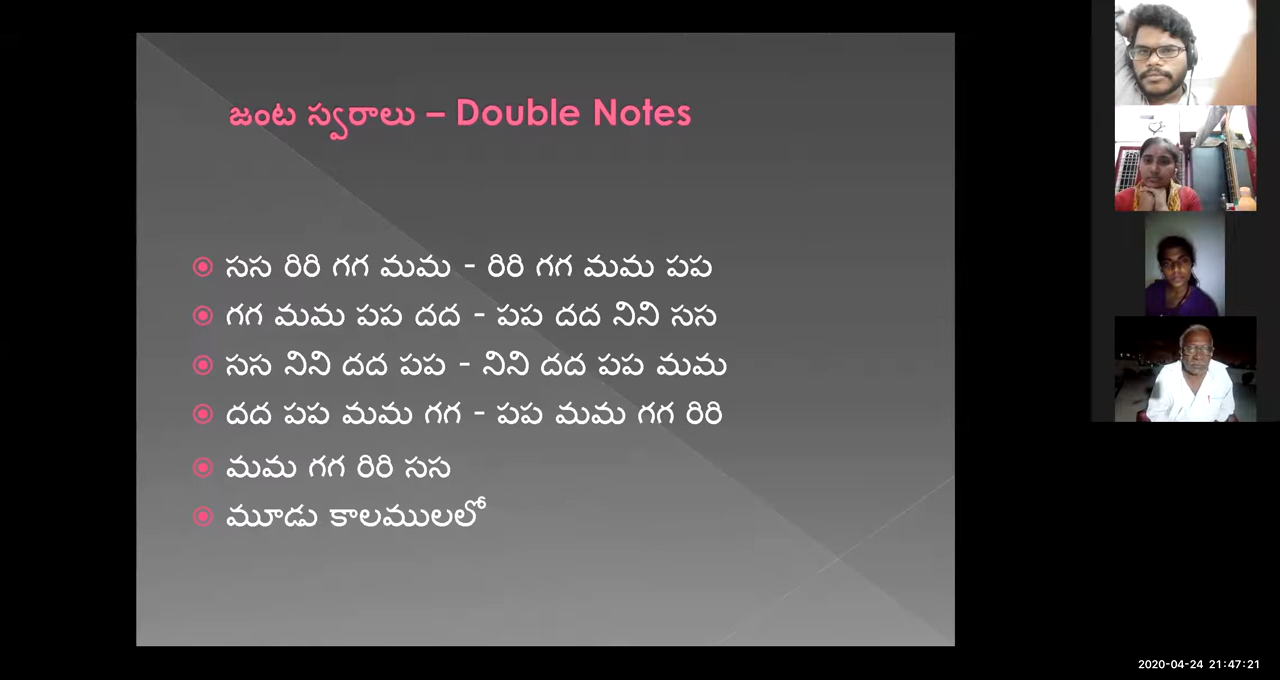 జంట స్వరాలు – Double Notes
సస రిరి గగ మమ - రిరి గగ మమ పప
గగ మమ పప దద - పప దద నిని సస
సస నిని దద పప - నిని దద పప మమ
దద పప మమ గగ - పప మమ గగ రిరి
మమ గగ రిరి సస
మూడు కాలములలో
2020-04-24 21:47:21